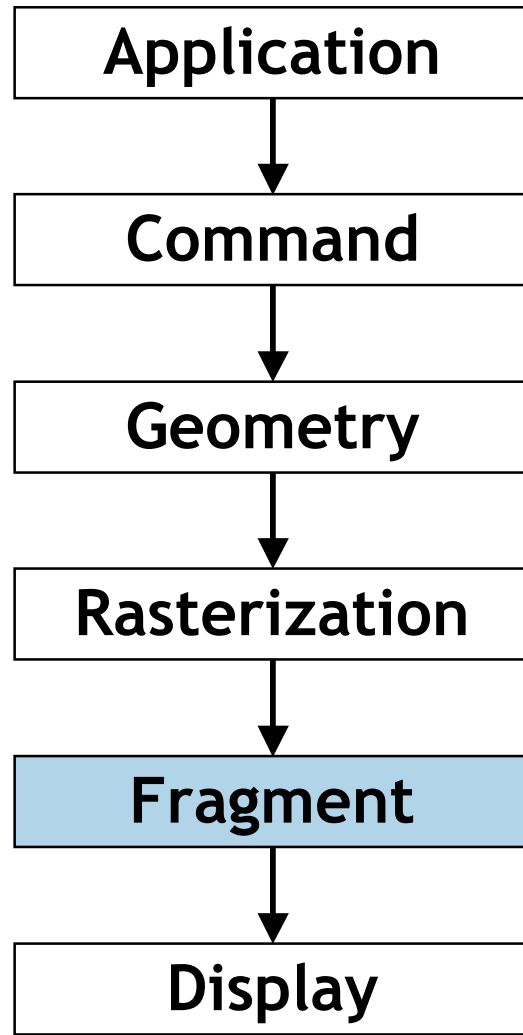 Application
Command
Geometry
Rasterization
Fragment
Display